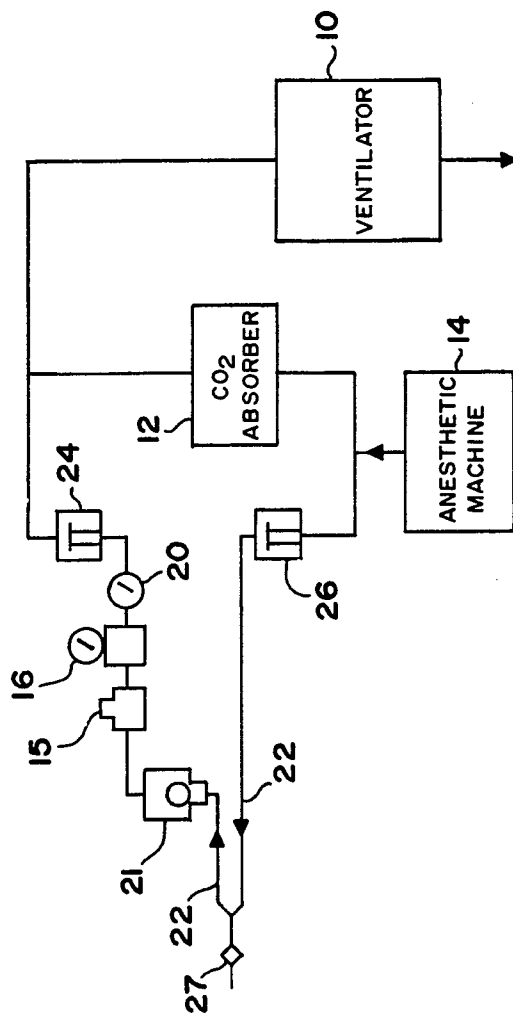 10
VENTILATOR
CO2
ABSORBER
12
14
ANESTHETIC
MACHINE
24
20
26
16
15
21
22
22
27